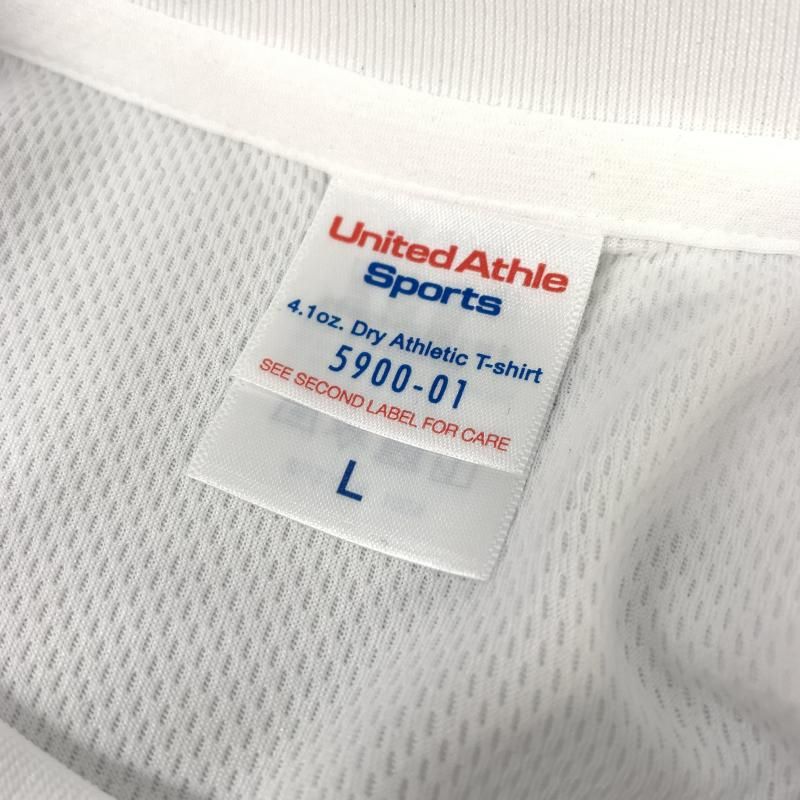 United Athle
Sports
4.1oz. Dry Athletic T-shirt
5900-01
SEE SECOND LABEL FOR CARE
L